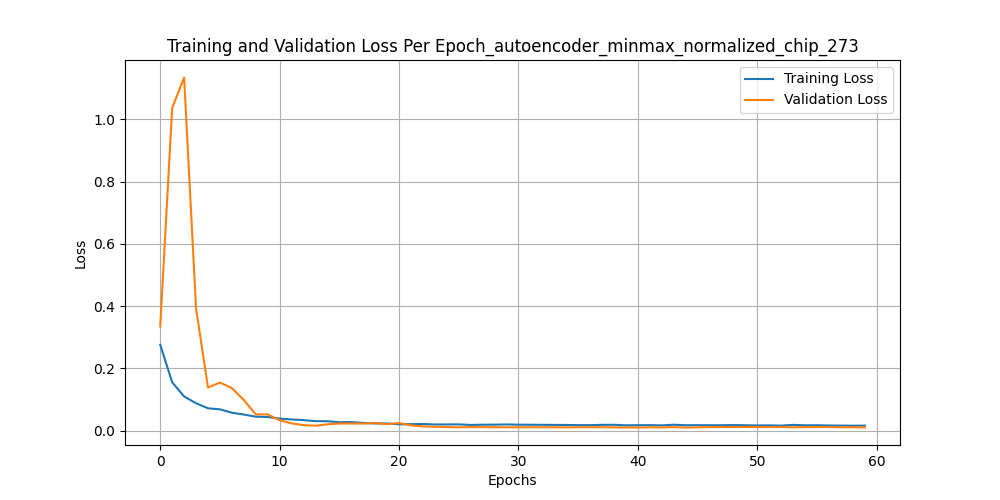 Training and Validation Loss Per Epoch_autoencoder_minmax_normalized_chip_273
Training Loss
Validation Loss
1.0
0.8
0.6
0.4
0.2
0.0
Loss
0 10 20 30 40 50 60
Epochs